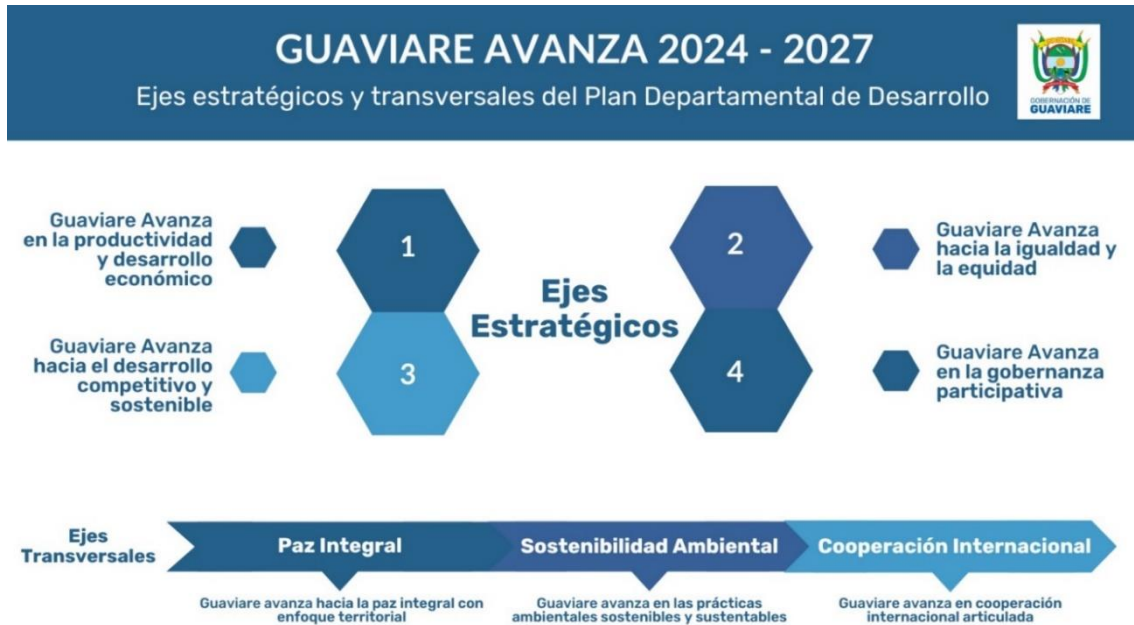 GUAVIARE AVANZA 2024 - 2027
Ejes estratégicos y transversales del Plan Departamental de Desarrollo
GOBERNACIÓN DE
GUAVIARE
Guaviare Avanza
en la productividad
y desarrollo
económico
1
Guaviare Avanza
hacia el desarrollo
competitivo y
sostenible
3
Ejes
Estratégicos
2
Guaviare Avanza
hacia la igualdad y
la equidad
4
Guaviare Avanza
en la gobernanza
participativa
Ejes
Transversales
Paz Integral
Guaviare avanza hacia la paz integral con
enfoque territorial
Sostenibilidad Ambiental
Guaviare avanza en las prácticas
ambientales sostenibles y sustentables
Cooperación Internacional
Guaviare avanza en cooperación
internacional articulada